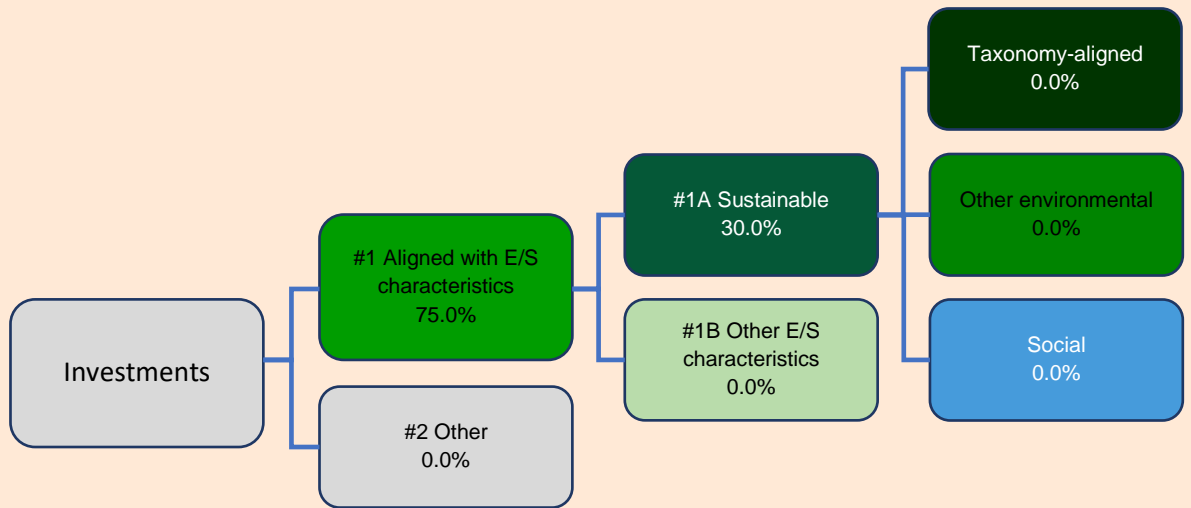 Investments
#1 Aligned with E/S
characteristics
75.0%
#2 Other
0.0%
#1A Sustainable
30.0%
#1B Other E/S
characteristics
0.0%
Taxonomy-aligned
0.0%
Other environmental
0.0%
Social
0.0%